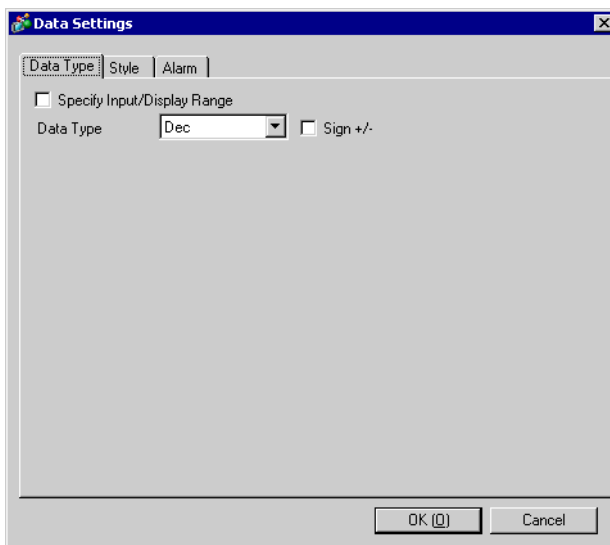 Data Settings
Data Type Style Alarm
Specify Input/Display Range
Data Type Dec Sign +/-
OK (O) Cancel